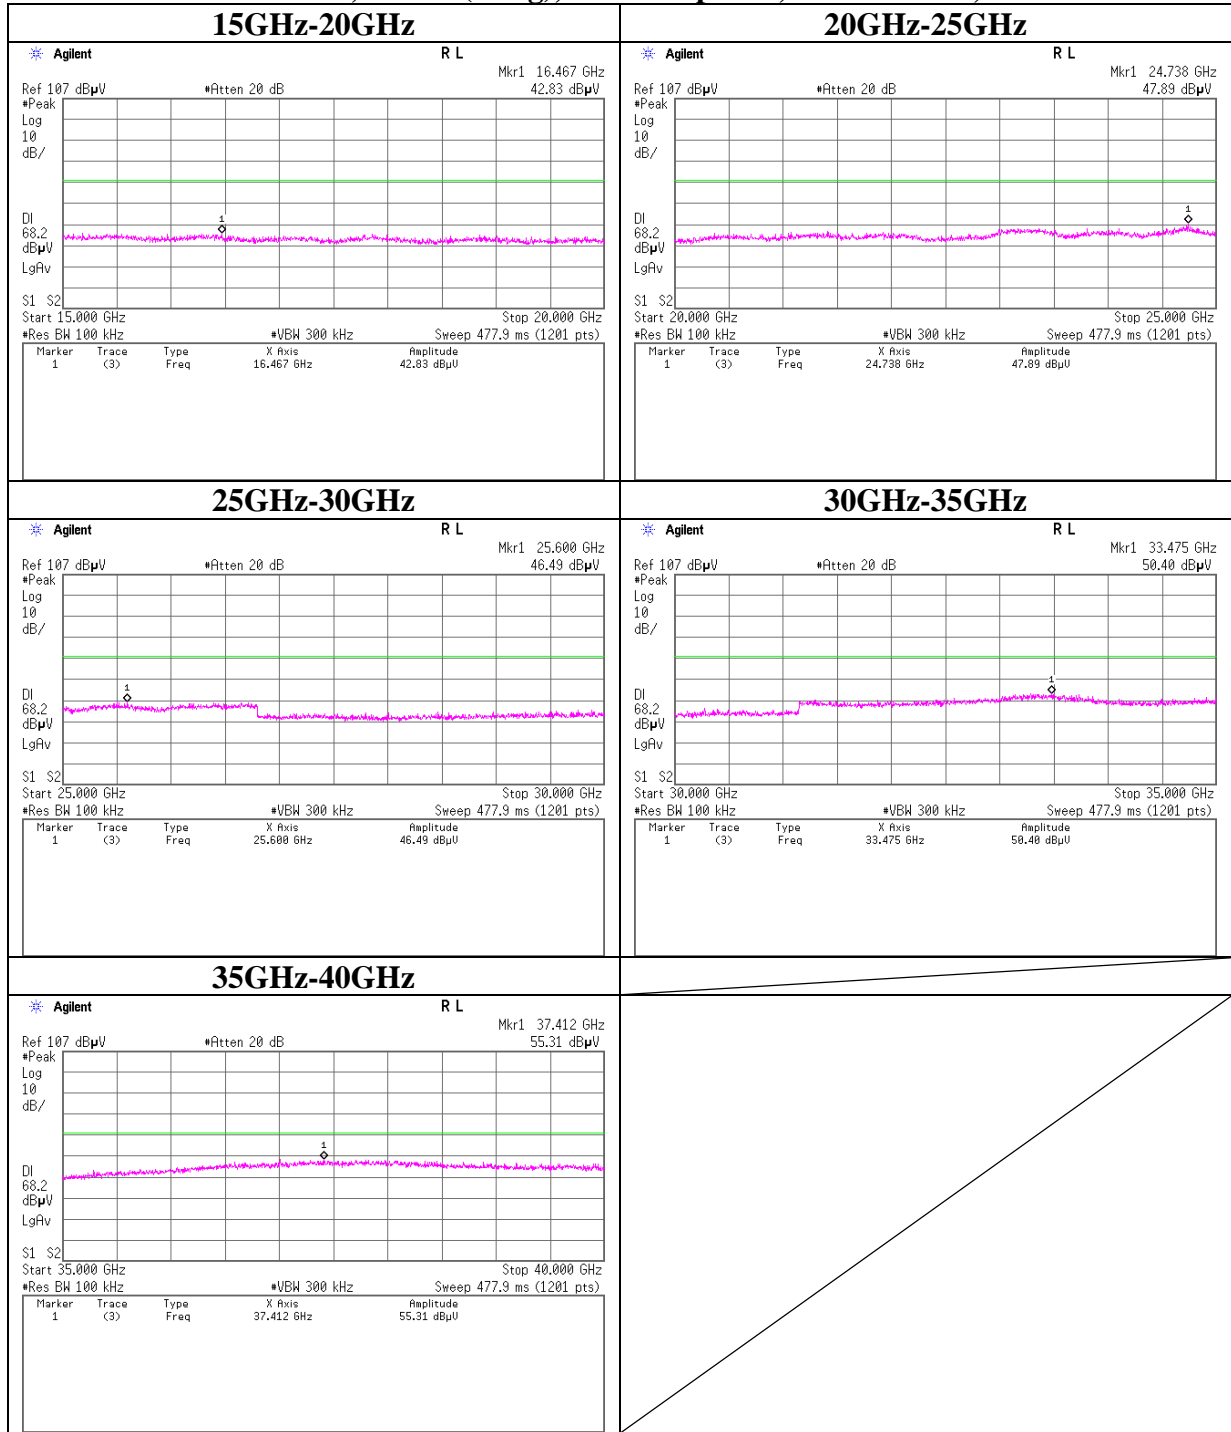 15GHz-20GHz
Agilent R L
Mkr1 16.467 GHz
Ref 107 dBµV #Atten 20 dB 42.83 dBµV
#Peak
Log
10
dB/
1
DI
68.2
dBµV
LgAv
S1 S2
Start 15.000 GHz Stop 20.000 GHz
#Res BW 100 kHz #VBW 300 kHz Sweep 477.9 ms (1201 pts)
Marker Trace Type X Axis Amplitude
1 (3) Freq 16.467 GHz 42.83 dBµV
20GHz-25GHz
Agilent R L
Mkr1 24.738 GHz
Ref 107 dBµV #Atten 20 dB 47.89 dBµV
#Peak
Log
10
dB/
1
DI
68.2
dBµV
LgAv
S1 S2
Start 20.000 GHz Stop 25.000 GHz
#Res BW 100 kHz #VBW 300 kHz Sweep 477.9 ms (1201 pts)
Marker Trace Type X Axis Amplitude
1 (3) Freq 24.738 GHz 47.89 dBµV
25GHz-30GHz
Agilent R L
Mkr1 25.600 GHz
Ref 107 dBµV #Atten 20 dB 46.49 dBµV
#Peak
Log
10
dB/
1
DI
68.2
dBµV
LgAv
S1 S2
Start 25.000 GHz Stop 30.000 GHz
#Res BW 100 kHz #VBW 300 kHz Sweep 477.9 ms (1201 pts)
Marker Trace Type X Axis Amplitude
1 (3) Freq 25.600 GHz 46.49 dBµV
30GHz-35GHz
Agilent R L
Mkr1 33.475 GHz
Ref 107 dBµV #Atten 20 dB 50.40 dBµV
#Peak
Log
10
dB/
1
DI
68.2
dBµV
LgAv
S1 S2
Start 30.000 GHz Stop 35.000 GHz
#Res BW 100 kHz #VBW 300 kHz Sweep 477.9 ms (1201 pts)
Marker Trace Type X Axis Amplitude
1 (3) Freq 33.475 GHz 50.40 dBµV
35GHz-40GHz
Agilent R L
Mkr1 37.412 GHz
Ref 107 dBµV #Atten 20 dB 55.31 dBµV
#Peak
Log
10
dB/
1
DI
68.2
dBµV
LgAv
S1 S2
Start 35.000 GHz Stop 40.000 GHz
#Res BW 100 kHz #VBW 300 kHz Sweep 477.9 ms (1201 pts)
Marker Trace Type X Axis Amplitude
1 (3) Freq 37.412 GHz 55.31 dBµV